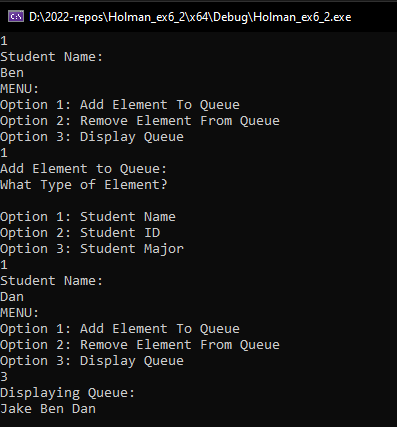 D:\2022-repos\Holman_ex6_2\x64\Debug\Holman_ex6_2.exe
1
Student Name:
Ben
MENU:
Option 1: Add Element To Queue
Option 2: Remove Element From Queue
Option 3: Display Queue
1
Add Element to Queue:
What Type of Element?
Option 1: Student Name
Option 2: Student ID
Option 3: Student Major
1
Student Name:
Dan
MENU:
Option 1: Add Element To Queue
Option 2: Remove Element From Queue
Option 3: Display Queue
3
Displaying Queue:
Jake Ben Dan